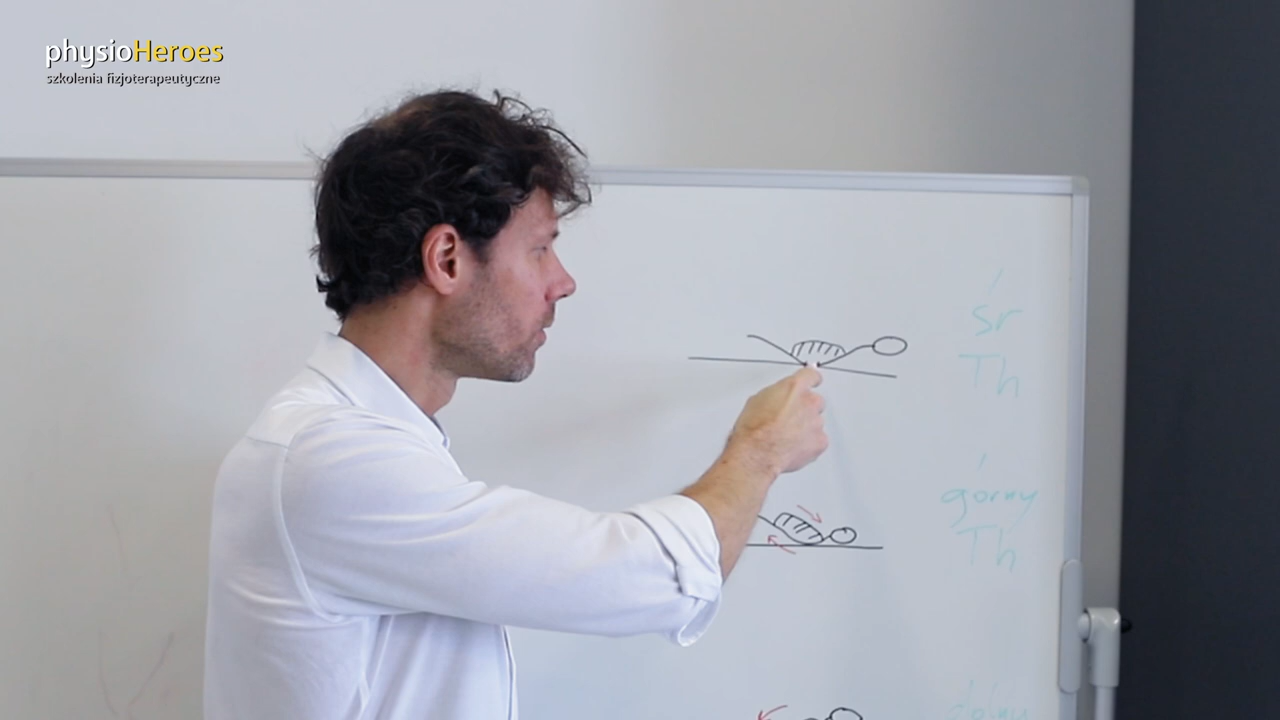 physioHeroes
szkolenia fizjoterapeutyczne
śr
Th
górny
Th